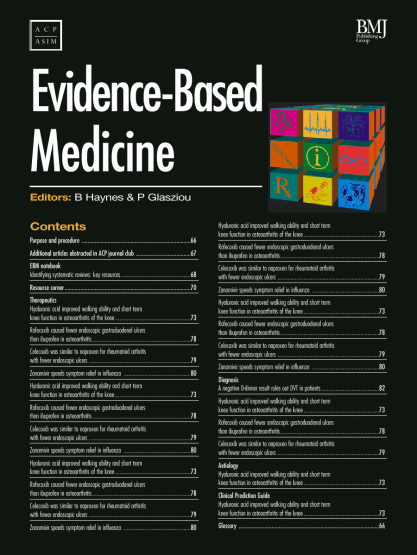 ACP
ASIM
BMJ
Publishing
Group
Evidence-Based
Medicine
Editors: B Haynes & P Glasziou
Contents
Purpose and procedure ...66
Additional articles abstracted in ACP journal club ...67
EBM notebook
Identifying systematic reviews: key resources...68
Resource corner...70
Therapeutics
Hyaluronic acid improved walking ability and short term
knee function in osteoarthritis of the knee...73
Rofecoxib caused fewer endoscopic gastroduodenal ulcers
than ibuprofen in osteoarthritis...78
Celecoxib was similar to naproxen for rheumatoid arthritis
with fewer endoscopic ulcers ...79
Zanamivir speeds symptom relief in influenza ...80
Hyaluronic acid improved walking ability and short term
knee function in osteoarthritis of the knee...73
Rofecoxib caused fewer endoscopic gastroduodenal ulcers
than ibuprofen in osteoarthritis...78
Celecoxib was similar to naproxen for rheumatoid arthritis
with fewer endoscopic ulcers ...79
Zanamivir speeds symptom relief in influenza ...80
Hyaluronic acid improved walking ability and short term
knee function in osteoarthritis of the knee...73
Rofecoxib caused fewer endoscopic gastroduodenal ulcers
than ibuprofen in osteoarthritis...78
Celecoxib was similar to naproxen for rheumatoid arthritis
with fewer endoscopic ulcers ...79
Zanamivir speeds symptom relief in influenza ...80
Hyaluronic acid improved walking ability and short term
knee function in osteoarthritis of the knee...73
Rofecoxib caused fewer endoscopic gastroduodenal ulcers
than ibuprofen in osteoarthritis...78
Celecoxib was similar to naproxen for rheumatoid arthritis
with fewer endoscopic ulcers ...79
Zanamivir speeds symptom relief in influenza ...80
Hyaluronic acid improved walking ability and short term
knee function in osteoarthritis of the knee...73
Rofecoxib caused fewer endoscopic gastroduodenal ulcers
than ibuprofen in osteoarthritis...78
Celecoxib was similar to naproxen for rheumatoid arthritis
with fewer endoscopic ulcers ...79
Zanamivir speeds symptom relief in influenza ...80
Diagnosis
A negative D-dimer result rules out DVT in patients...82
Hyaluronic acid improved walking ability and short term
knee function in osteoarthritis of the knee...73
Rofecoxib caused fewer endoscopic gastroduodenal ulcers
than ibuprofen in osteoarthritis...78
Celecoxib was similar to naproxen for rheumatoid arthritis
with fewer endoscopic ulcers ...79
Aetiology
Hyaluronic acid improved walking ability and short term
knee function in osteoarthritis of the knee...73
Clinical Prediction Guide
Hyaluronic acid improved walking ability and short term
knee function in osteoarthritis of the knee...73
Glossary ...66